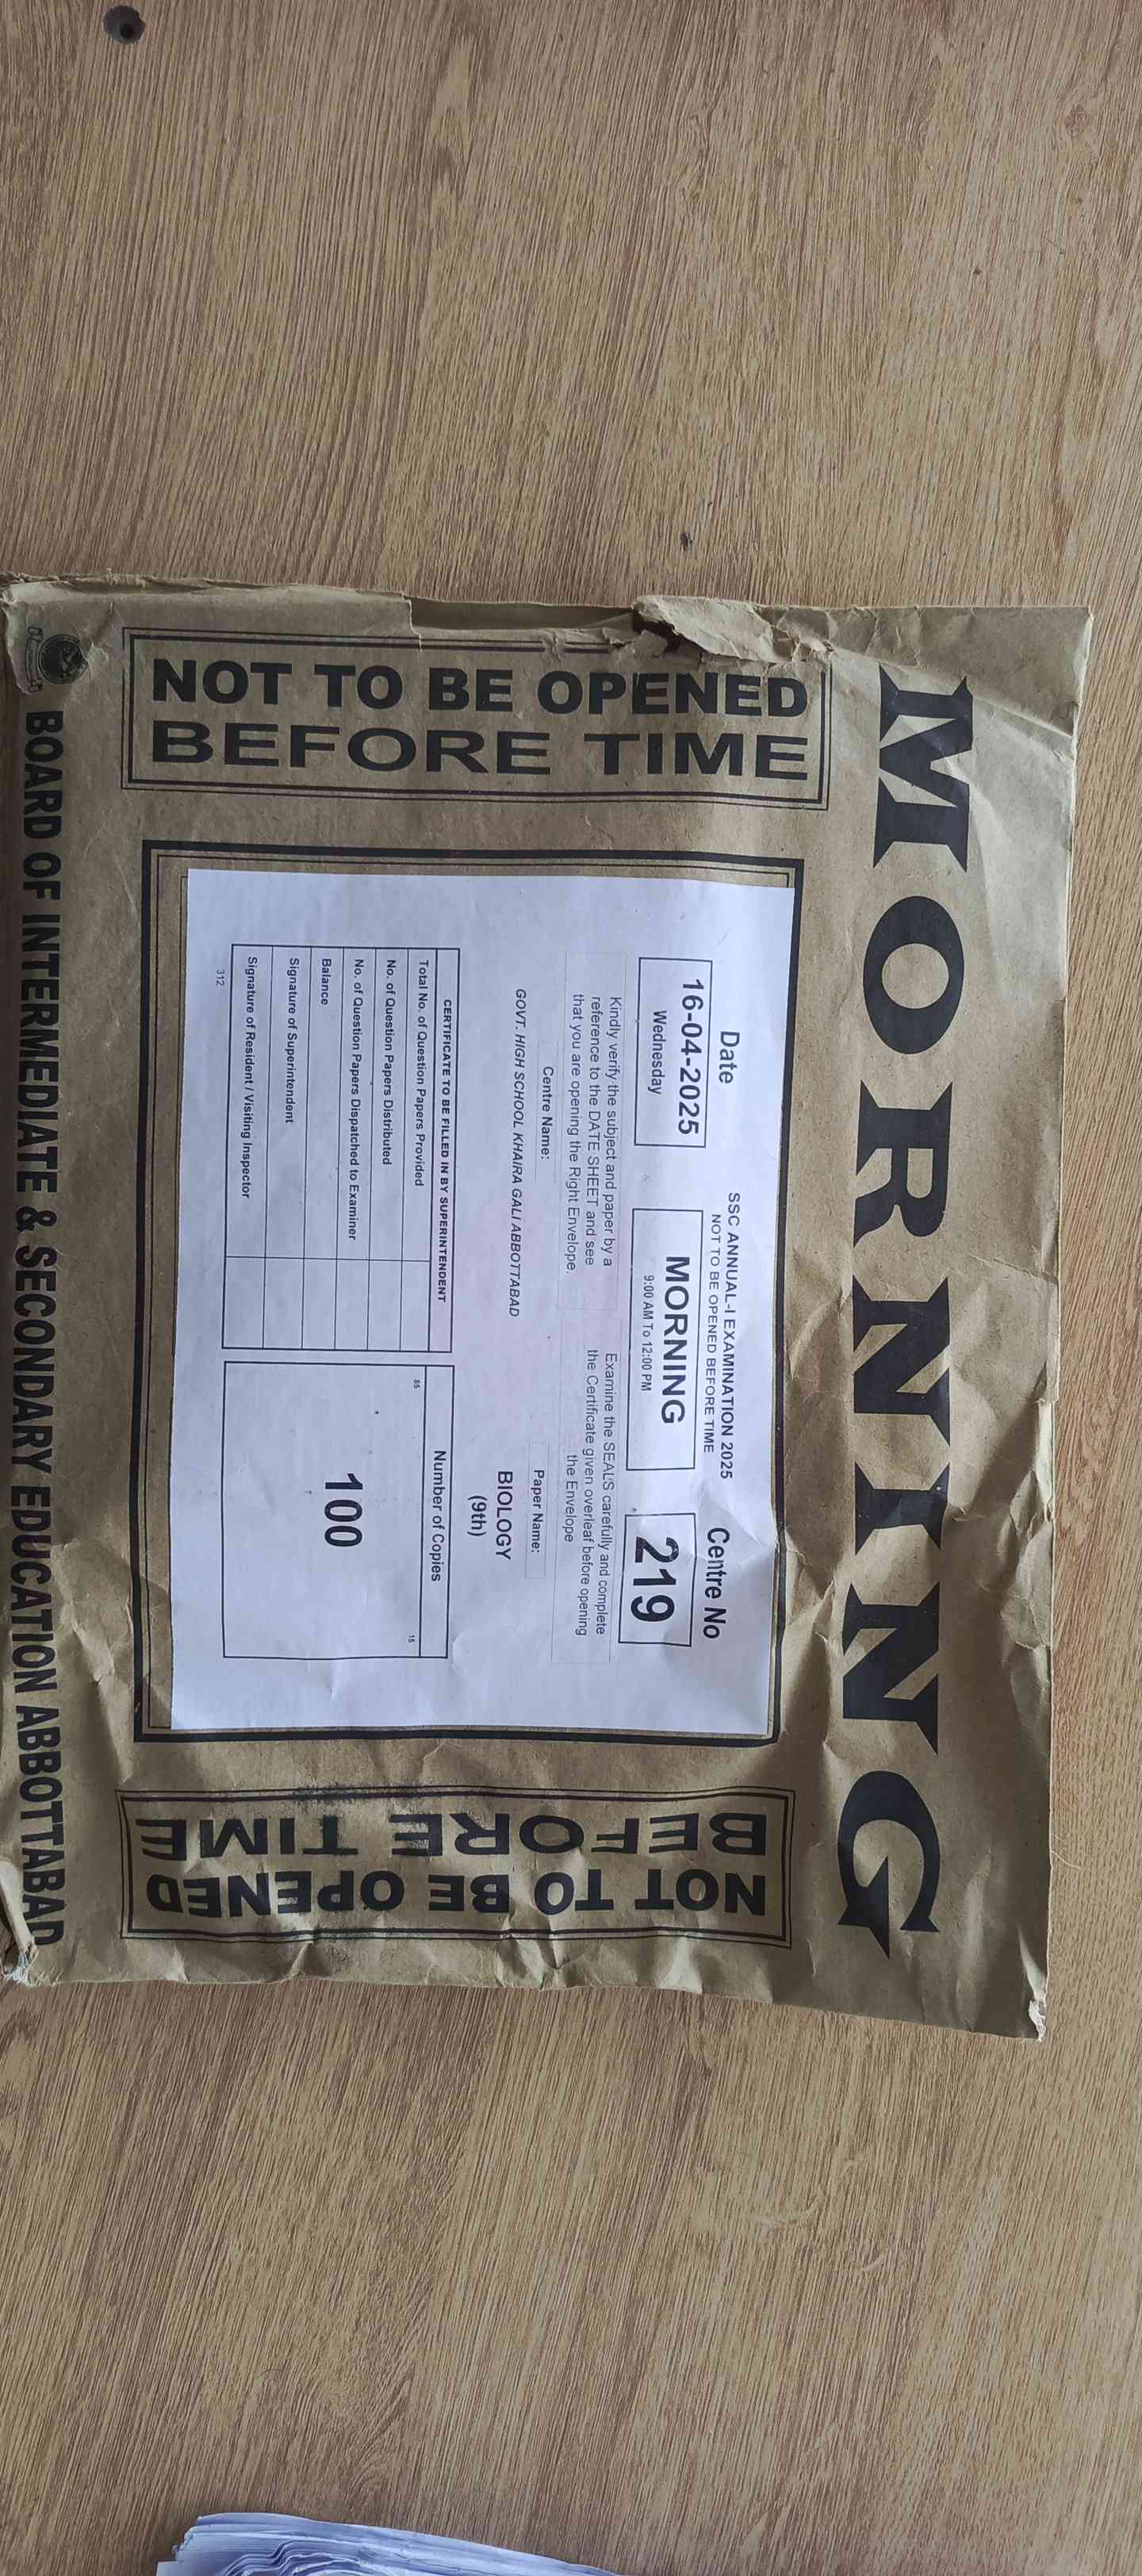 MORNING
NOT TO BE OPENED
BEFORE TIME
SSC ANNUAL-I EXAMINATION 2025
NOT TO BE OPENED BEFORE TIME
Date
16-04-2025
Wednesday
MORNING
9:00 AM To 12:00 PM
Centre No
219
Kindly verify the subject and paper by a
reference to the DATE SHEET and see
that you are opening the Right Envelope.
Examine the SEALS carefully and complete
the Certificate given overleaf before opening
the Envelope
Centre Name:
GOVT. HIGH SCHOOL KHAIRA GALI ABBOTTABAD
Paper Name:
BIOLOGY
(9th)
CERTIFICATE TO BE FILLED IN BY SUPERINTENDENT
Total No. of Question Papers Provided
No. of Question Papers Distributed
No. of Question Papers Dispatched to Examiner
Balance
Signature of Superintendent
Signature of Resident / Visiting Inspector
312
Number of Copies
85
15
100
NOT TO BE OPENED
BEFORE TIME
BOARD OF INTERMEDIATE & SECONDARY EDUCATION ABBOTTABAD